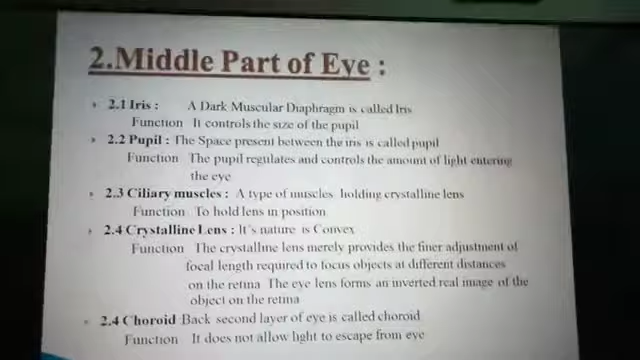 2.Middle Part of Eye :
2.1 Iris : A Dark Muscular Diaphragm is called Iris
Function It controls the size of the pupil
2.2 Pupil : The Space present between the iris is called pupil
Function The pupil regulates and controls the amount of light entering
the eye
2.3 Ciliary muscles : A type of muscles holding crystalline lens
Function To hold lens in position
2.4 Crystalline Lens : It's nature is Convex
Function The crystalline lens merely provides the finer adjustment of
focal length required to focus objects at different distances
on the retina The eye lens forms an inverted real image of the
object on the retina
2.4 Choroid Back second layer of eye is called choroid
Function It does not allow light to escape from eye